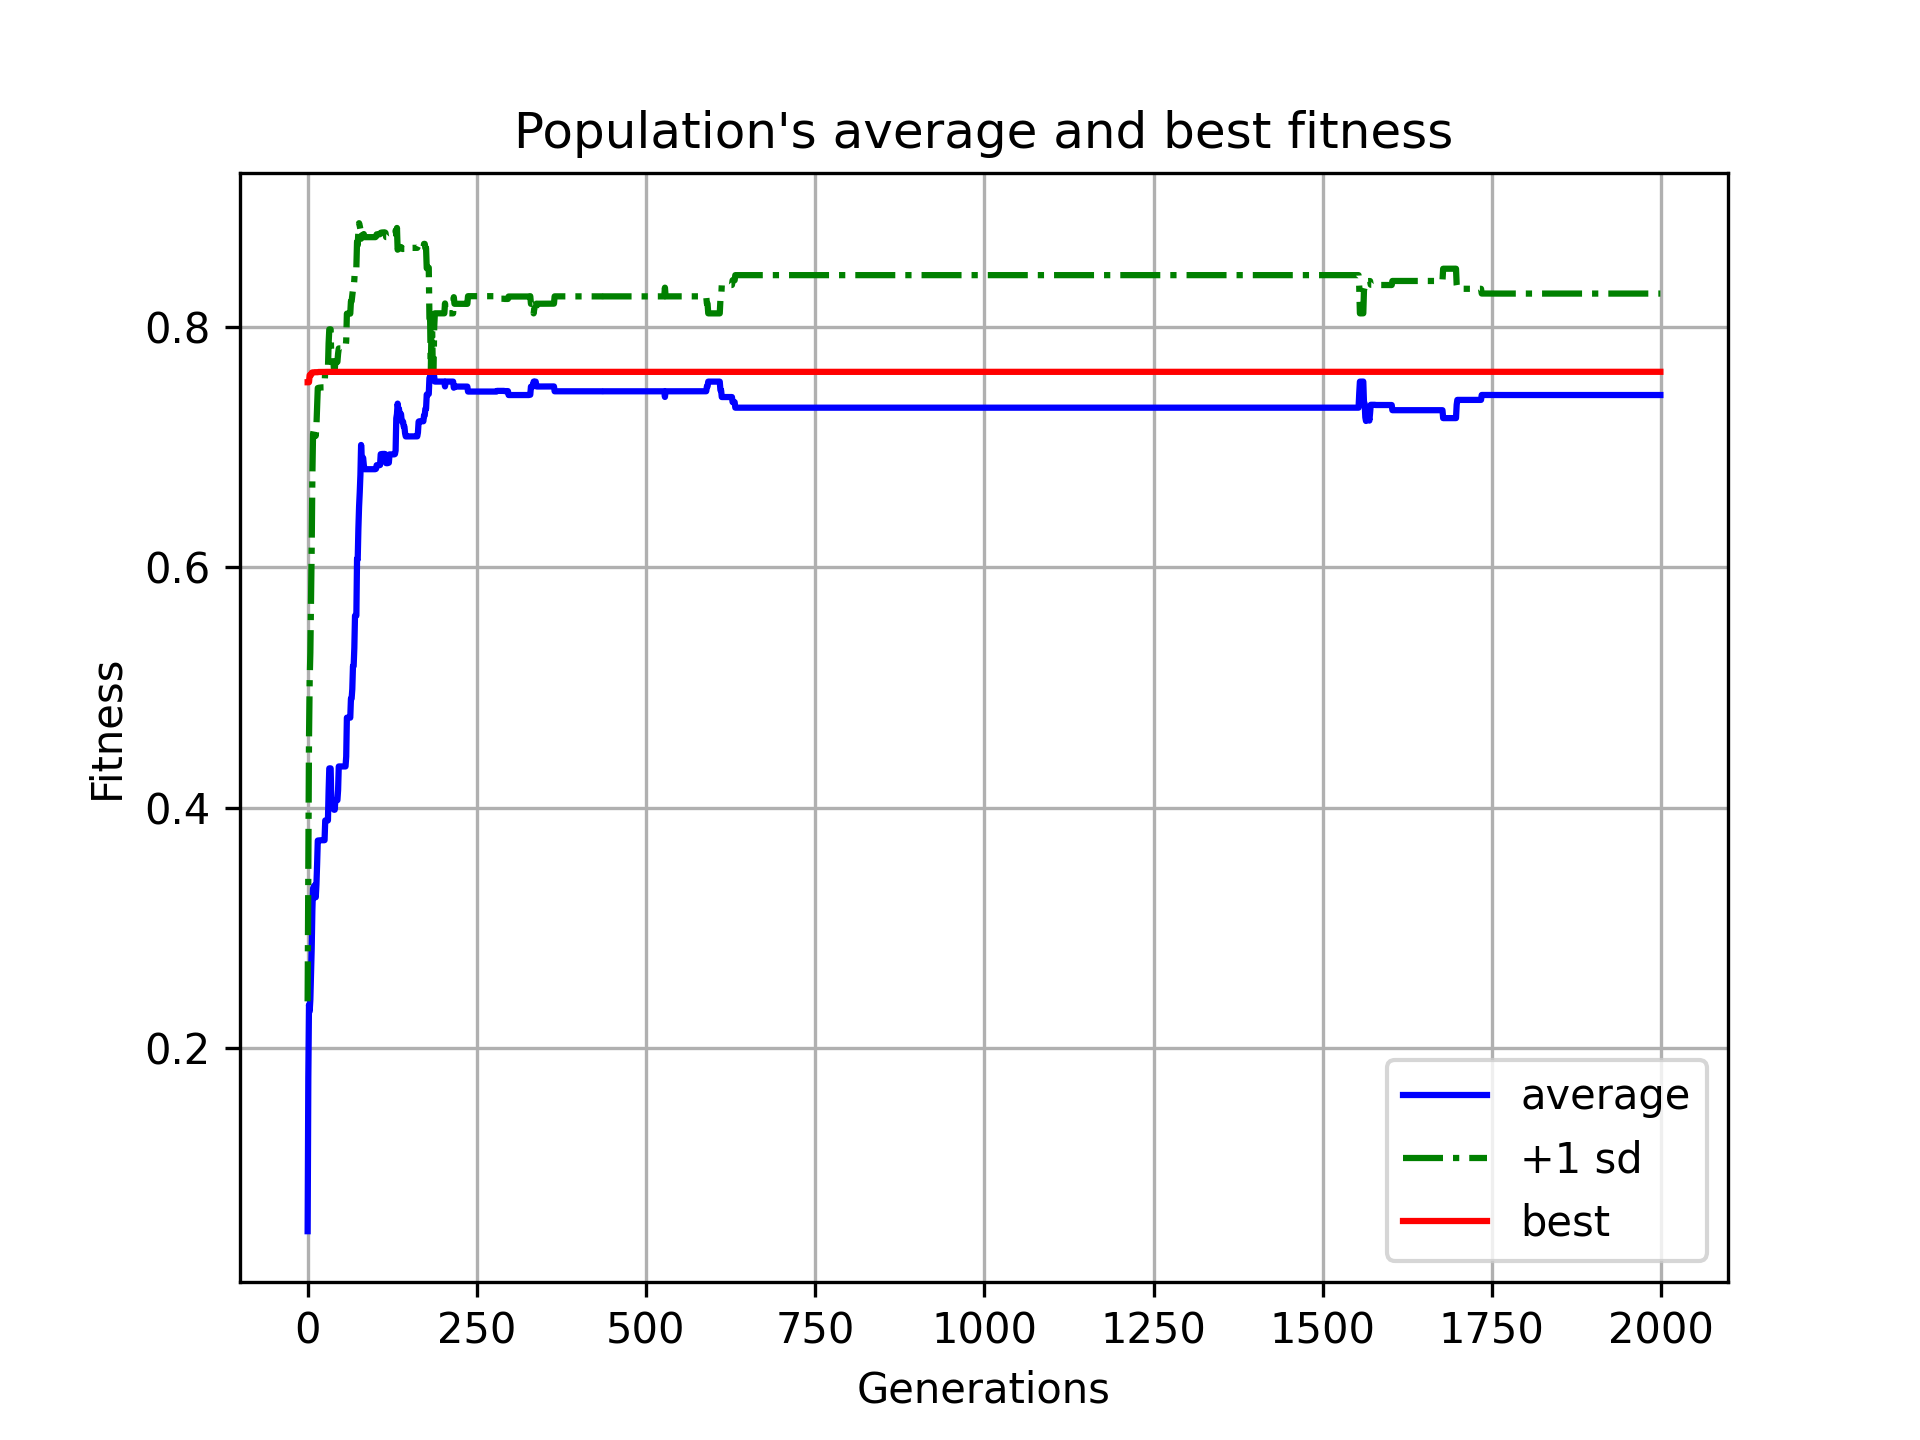 Population's average and best fitness
Fitness
0.8
0.6
0.4
0.2
average
+1 sd
best
0 250 500 750 1000 1250 1500 1750 2000
Generations